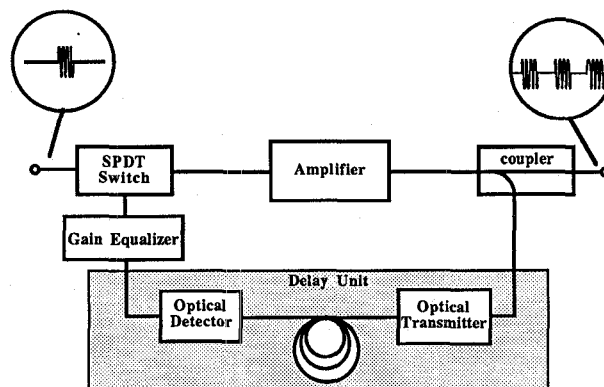 SPDT
Switch
Amplifier
coupler
Gain Equalizer
Delay Unit
Optical
Detector
Optical
Transmitter